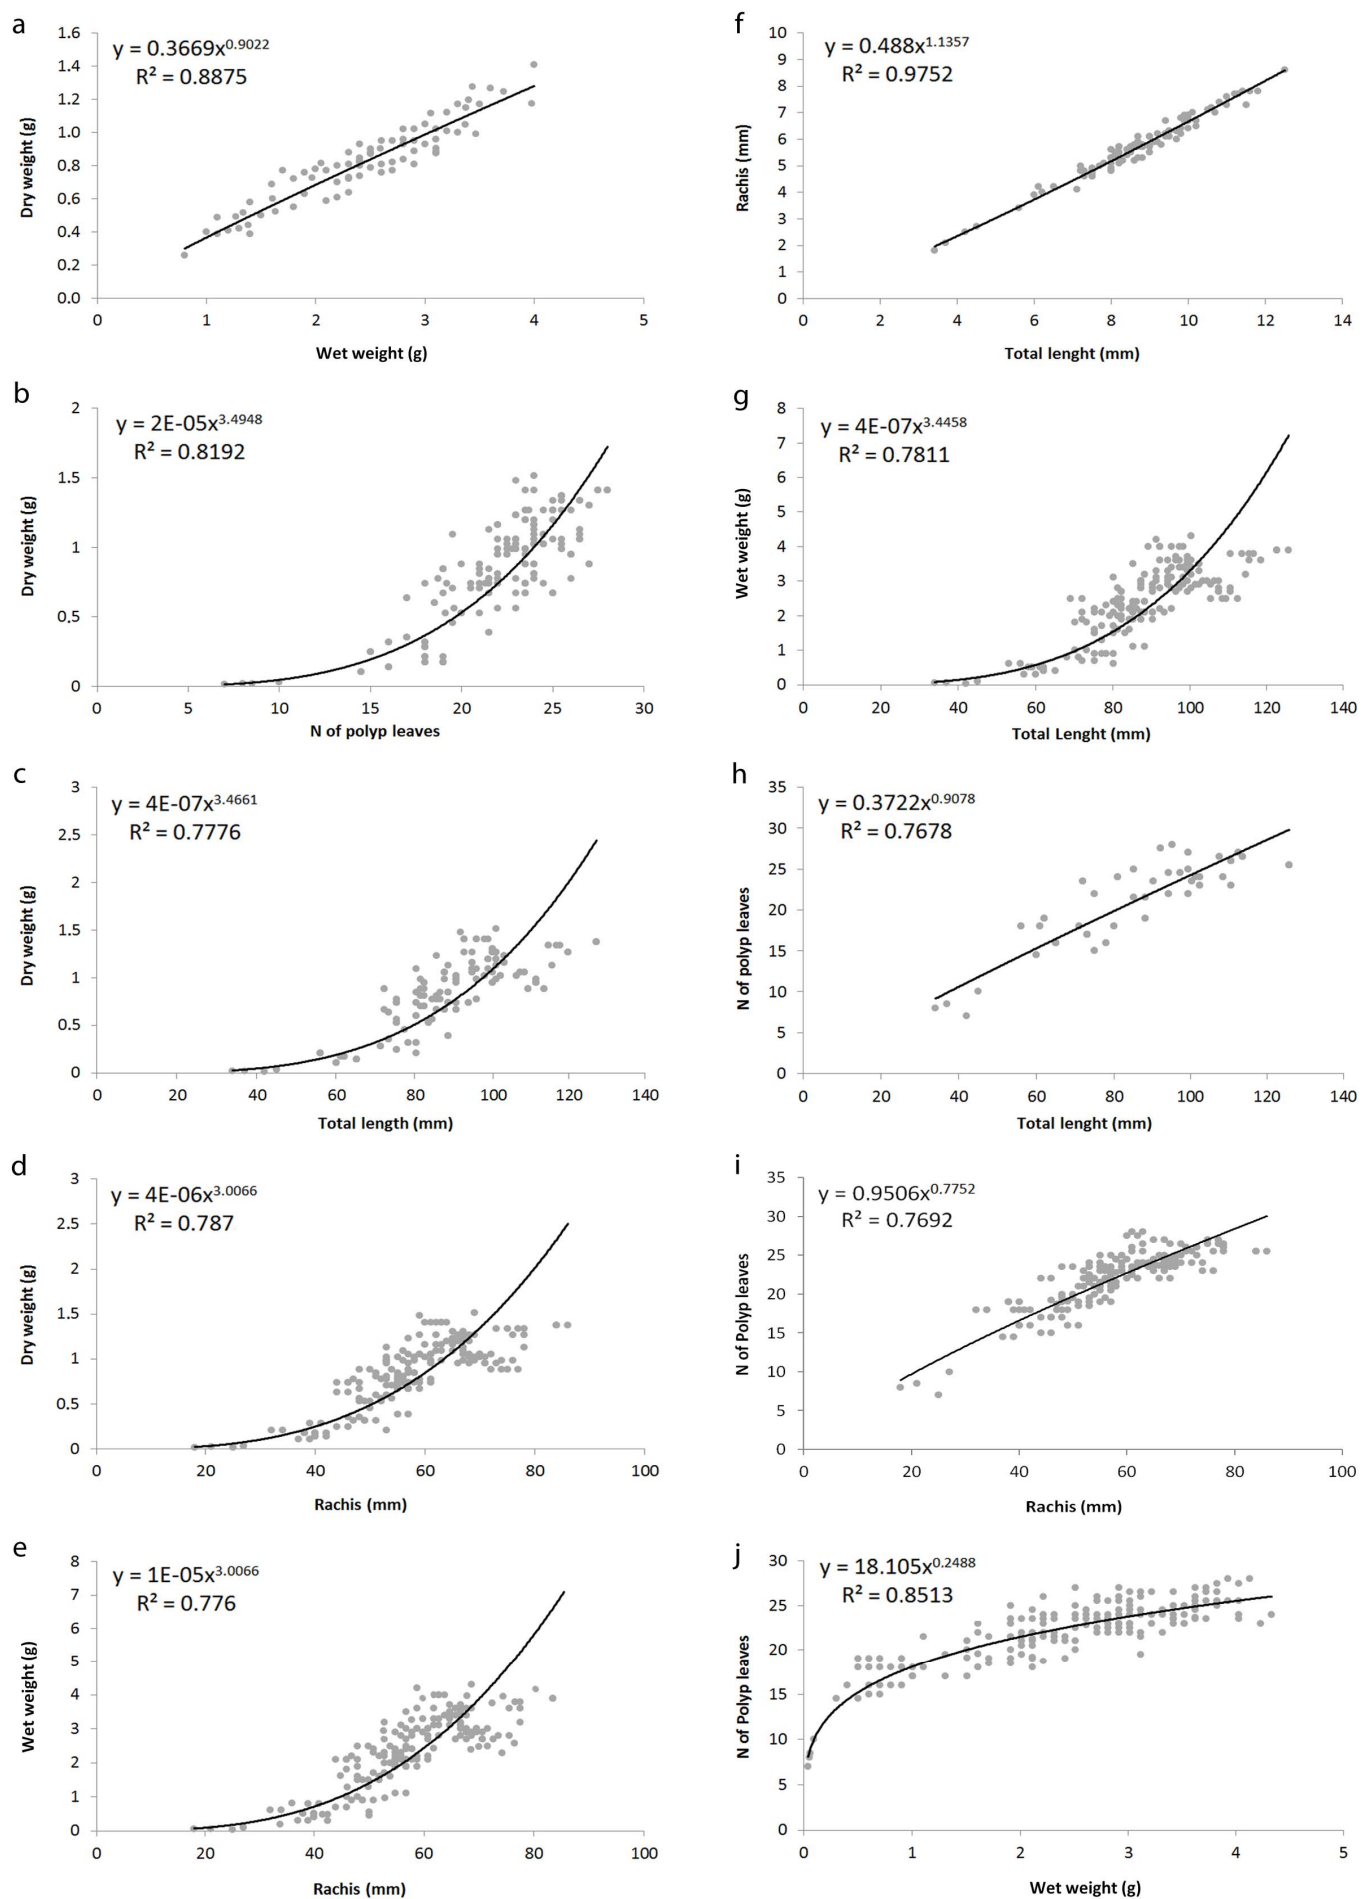 a
y = 0.3669x^0.9022
R² = 0.8875
Dry weight (g)
1.6
1.4
1.2
1.0
0.8
0.6
0.4
0.2
0.0
0 1 2 3 4 5
Wet weight (g)
f
y = 0.488x^1.1357
R² = 0.9752
Rachis (mm)
10
9
8
7
6
5
4
3
2
1
0
0 2 4 6 8 10 12 14
Total lenght (mm)
b
y = 2E-05x^3.4948
R² = 0.8192
Dry weight (g)
2
1.5
1
0.5
0
0 5 10 15 20 25 30
N of polyp leaves
g
y = 4E-07x^3.4458
R² = 0.7811
Wet weight (g)
8
7
6
5
4
3
2
1
0
0 20 40 60 80 100 120 140
Total Lenght (mm)
c
y = 4E-07x^3.4661
R² = 0.7776
Dry weight (g)
3
2.5
2
1.5
1
0.5
0
0 20 40 60 80 100 120 140
Total length (mm)
h
y = 0.3722x^0.9078
R² = 0.7678
N of polyp leaves
35
30
25
20
15
10
5
0
0 20 40 60 80 100 120 140
Total lenght (mm)
d
y = 4E-06x^3.0066
R² = 0.787
Dry weight (g)
3
2.5
2
1.5
1
0.5
0
0 20 40 60 80 100
Rachis (mm)
i
y = 0.9506x^0.7752
R² = 0.7692
N of Polyp leaves
35
30
25
20
15
10
5
0
0 20 40 60 80 100
Rachis (mm)
e
y = 1E-05x^3.0066
R² = 0.776
Wet weight (g)
8
7
6
5
4
3
2
1
0
0 20 40 60 80 100
Rachis (mm)
j
y = 18.105x^0.2488
R² = 0.8513
N of Polyp leaves
30
25
20
15
10
5
0
0 1 2 3 4 5
Wet weight (g)